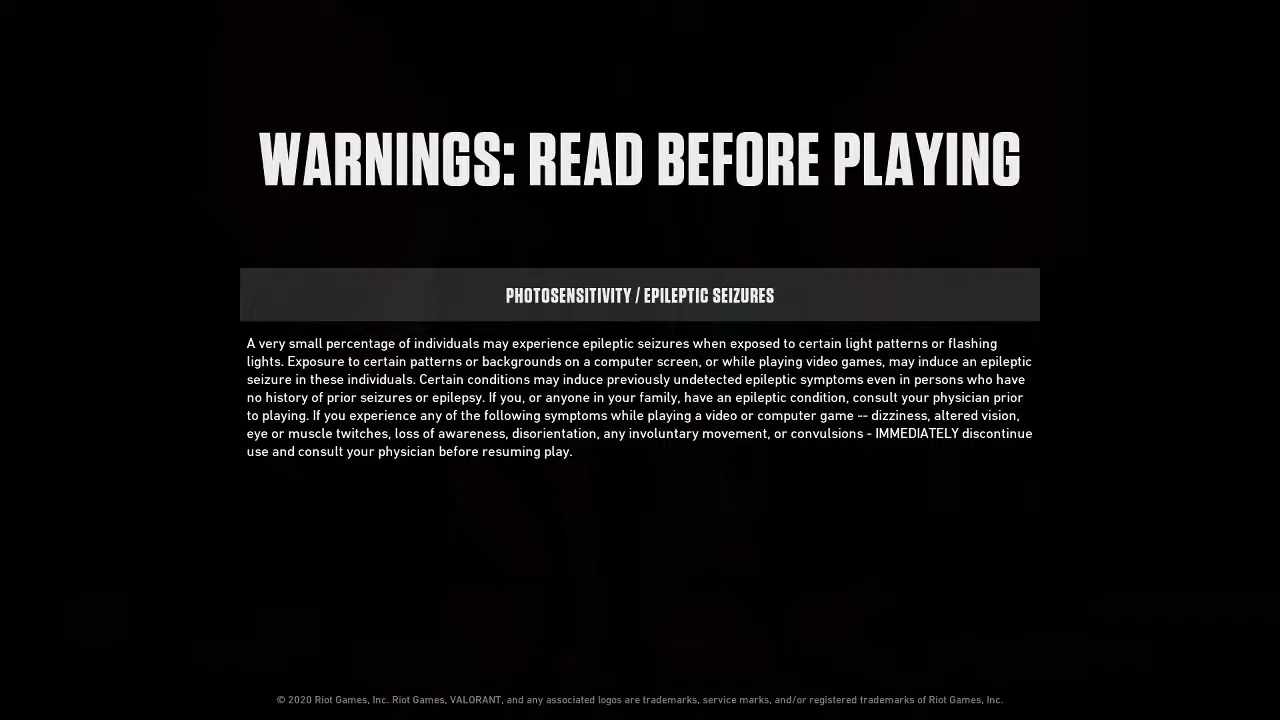 WARNINGS: READ BEFORE PLAYING
PHOTOSENSITIVITY / EPILEPTIC SEIZURES
A very small percentage of individuals may experience epileptic seizures when exposed to certain light patterns or flashing
lights. Exposure to certain patterns or backgrounds on a computer screen, or while playing video games, may induce an epileptic
seizure in these individuals. Certain conditions may induce previously undetected epileptic symptoms even in persons who have
no history of prior seizures or epilepsy. If you, or anyone in your family, have an epileptic condition, consult your physician prior
to playing. If you experience any of the following symptoms while playing a video or computer game -- dizziness, altered vision,
eye or muscle twitches, loss of awareness, disorientation, any involuntary movement, or convulsions - IMMEDIATELY discontinue
use and consult your physician before resuming play.
© 2020 Riot Games, Inc. Riot Games, VALORANT, and any associated logos are trademarks, service marks, and/or registered trademarks of Riot Games, Inc.